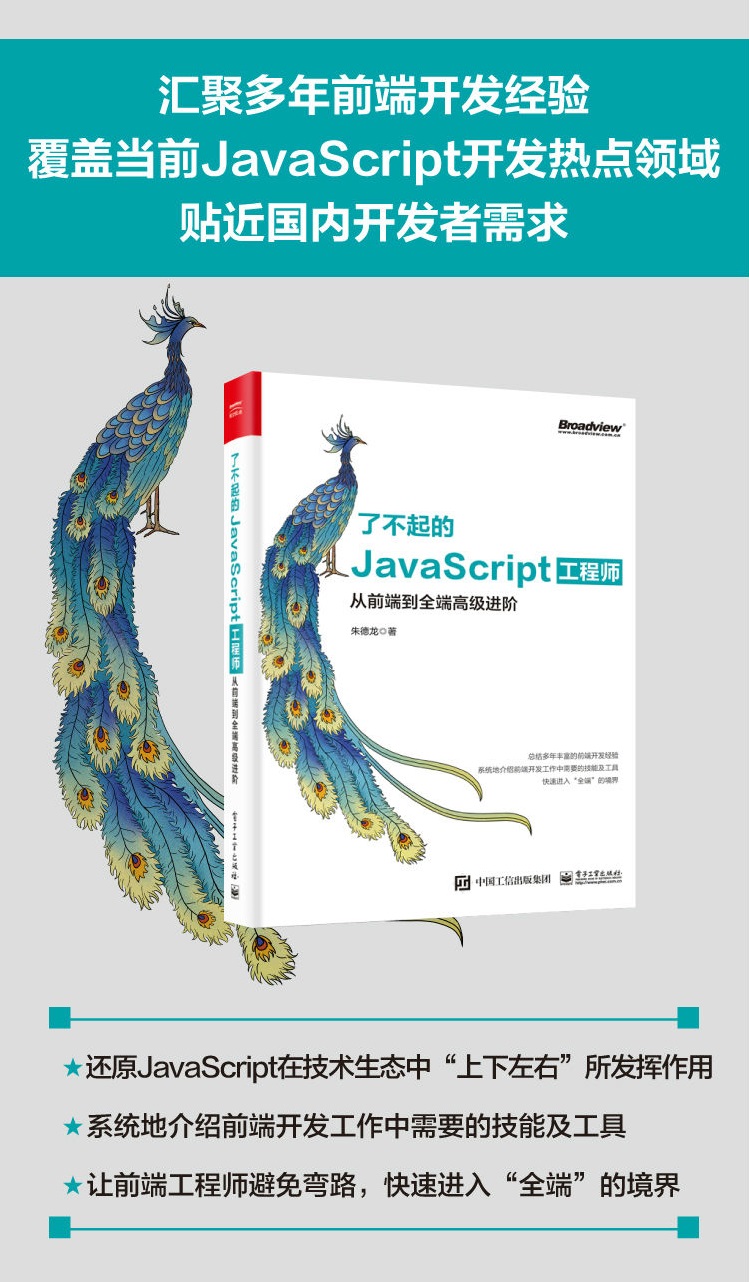 汇聚多年前端开发经验
覆盖当前JavaScript开发热点领域
贴近国内开发者需求
Broadview
了不起的JavaScript工程师
从前端到全端高级进阶
电子工业出版社
Broadview®
www.broadview.com.cn
了不起的
JavaScript工程师
从前端到全端高级进阶
朱德龙◎著
总结多年丰富的前端开发经验
系统地介绍前端开发工作中需要的技能及工具
快速进入“全端”的境界
中国工信出版集团
电子工业出版社
PUBLISHING HOUSE OF ELECTRONICS INDUSTRY
http://www.phei.com.cn
★还原JavaScript在技术生态中“上下左右”所发挥作用
★系统地介绍前端开发工作中需要的技能及工具
★让前端工程师避免弯路，快速进入“全端”的境界